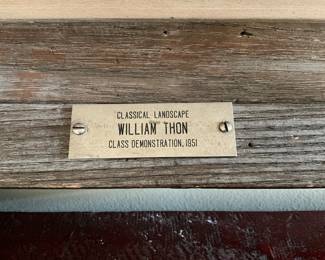 CLASSICAL LANDSCAPE
WILLIAM THON
CLASS DEMONSTRATION, 1951